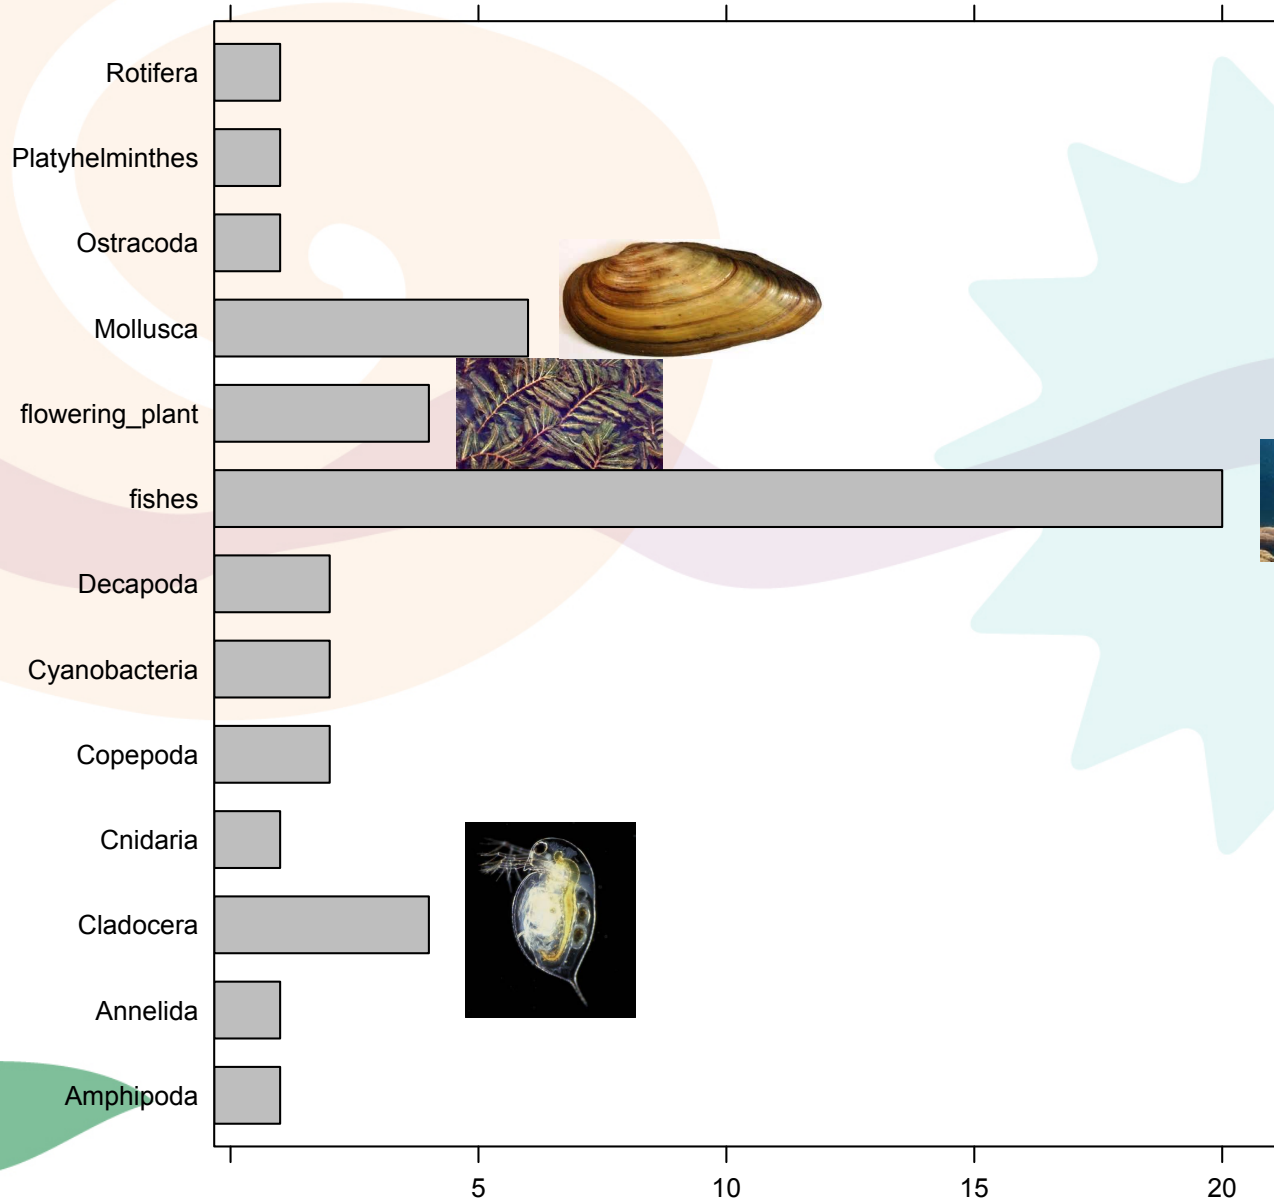 Rotifera
Platyhelminthes
Ostracoda
Mollusca
flowering_plant
fishes
Decapoda
Cyanobacteria
Copepoda
Cnidaria
Cladocera
Annelida
Amphipoda
5 10 15 20